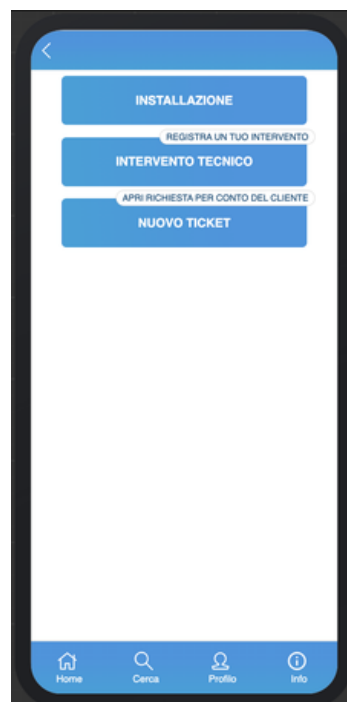 INSTALLAZIONE
REGISTRA UN TUO INTERVENTO
INTERVENTO TECNICO
APRI RICHIESTA PER CONTO DEL CLIENTE
NUOVO TICKET
Home Cerca Profilo Info